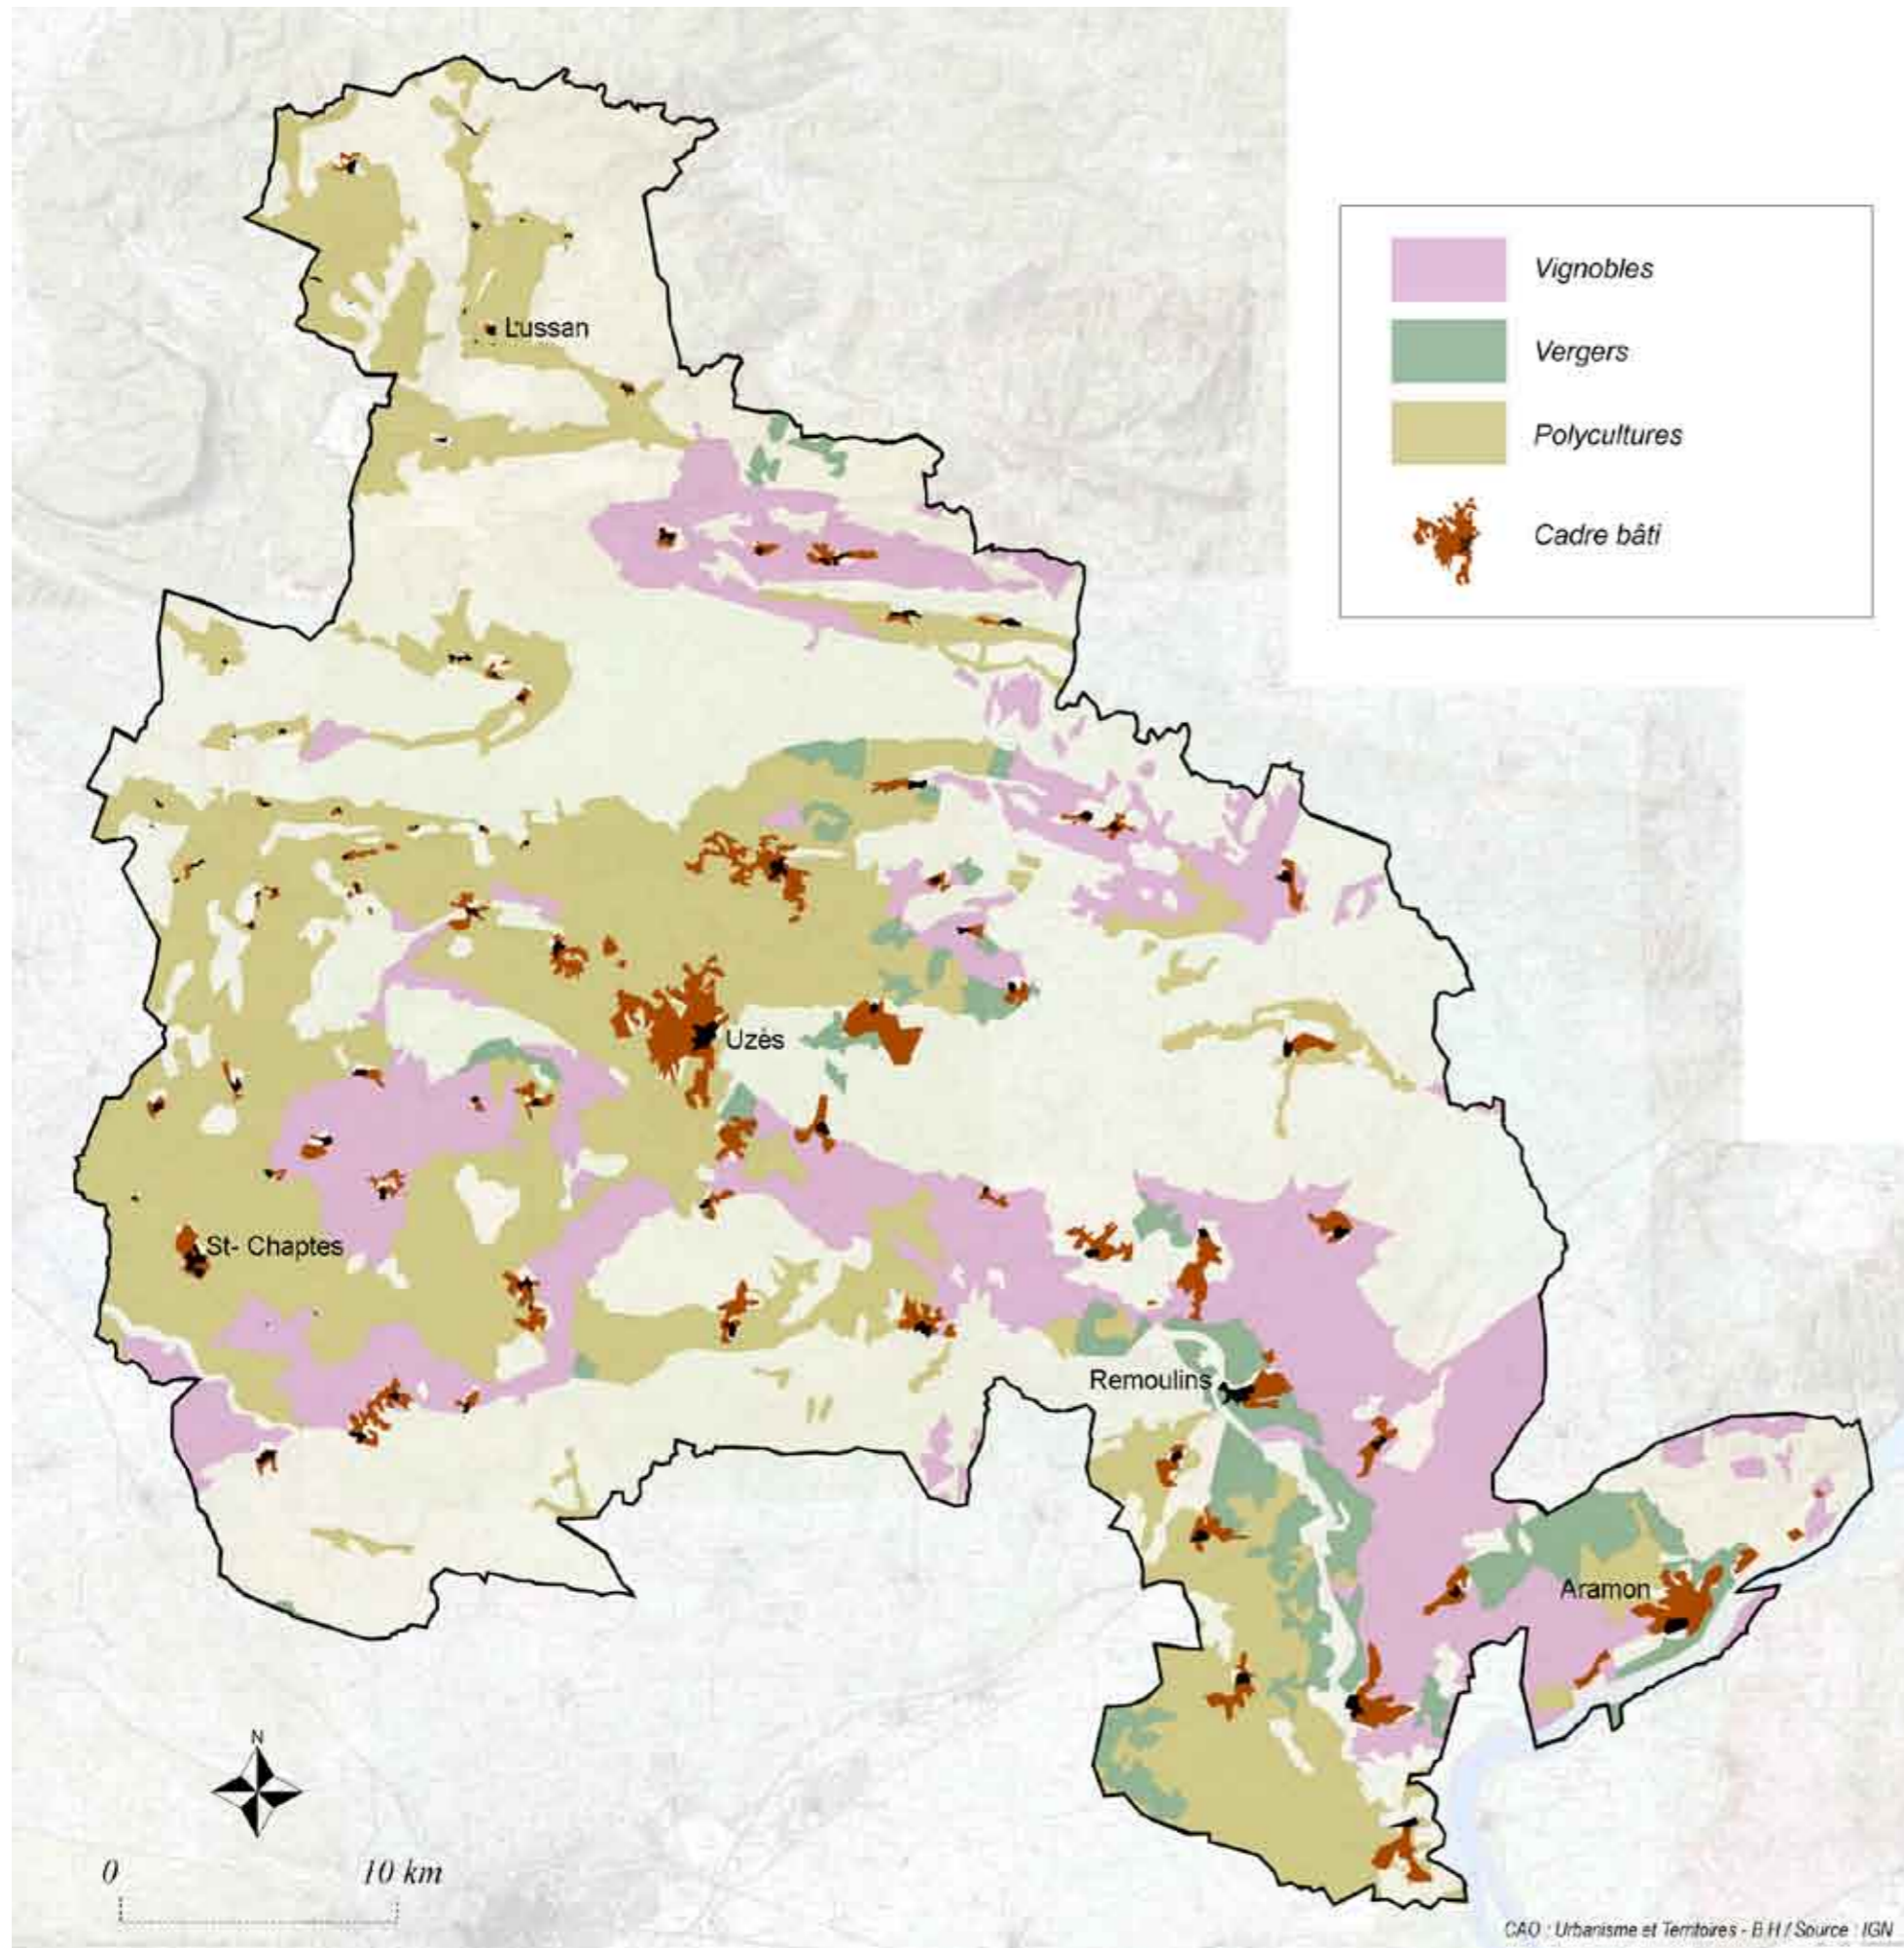 Vignobles
Vergers
Polycultures
Cadre bâti
Lussan
Uzès
St- Chaptes
Remoulins
Aramon
N
0 10 km
CAO : Urbanisme et Territoires - B H / Source : IGN